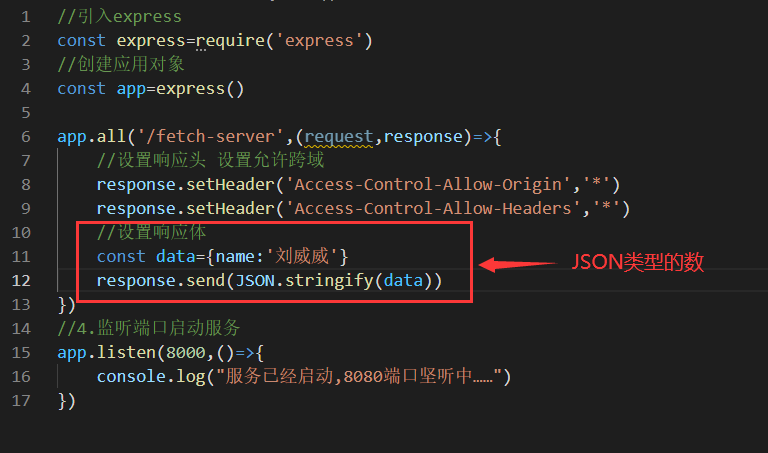 1 //引入express
2 const express=require('express')
3 //创建应用对象
4 const app=express()
5
6 app.all('/fetch-server',(request,response)=>{
7 //设置响应头 设置允许跨域
8 response.setHeader('Access-Control-Allow-Origin','*')
9 response.setHeader('Access-Control-Allow-Headers','*')
10 //设置响应体
11 const data={name:'刘威威'}
JSON类型的数
12 response.send(JSON.stringify(data))
13 })
14 //4.监听端口启动服务
15 app.listen(8000,()=>{
16 console.log("服务已经启动,8080端口坚听中……")
17 })